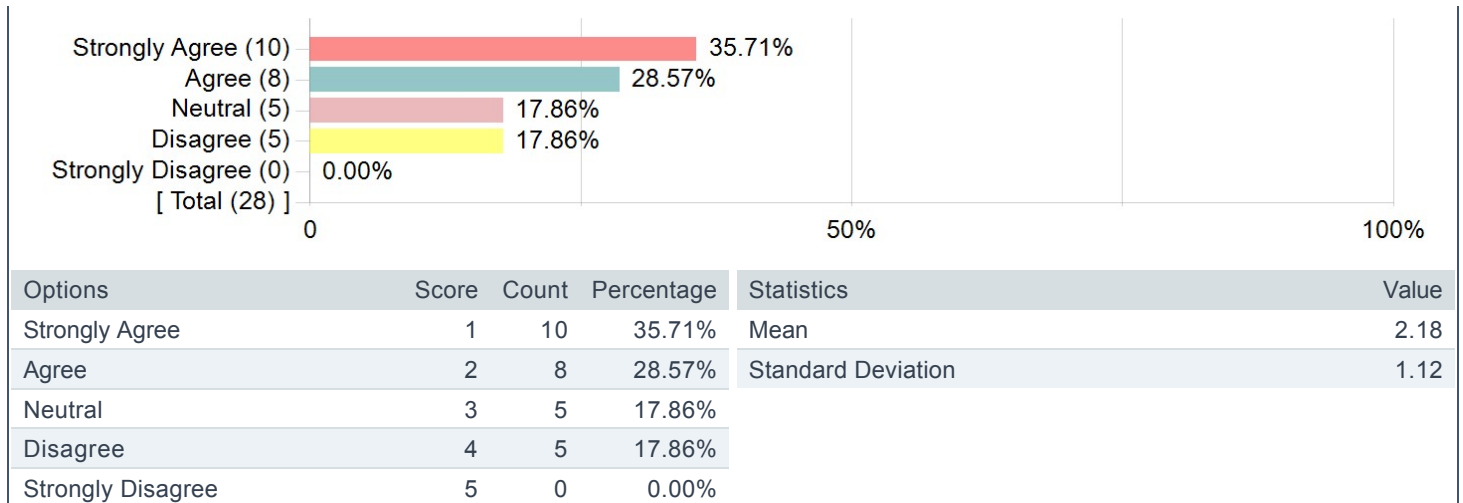 Strongly Agree (10) 35.71%
Agree (8) 28.57%
Neutral (5) 17.86%
Disagree (5) 17.86%
Strongly Disagree (0) 0.00%
[ Total (28) ]
0 50% 100%
Options Score Count Percentage
Strongly Agree 1 10 35.71%
Agree 2 8 28.57%
Neutral 3 5 17.86%
Disagree 4 5 17.86%
Strongly Disagree 5 0 0.00%
Statistics Value
Mean 2.18
Standard Deviation 1.12